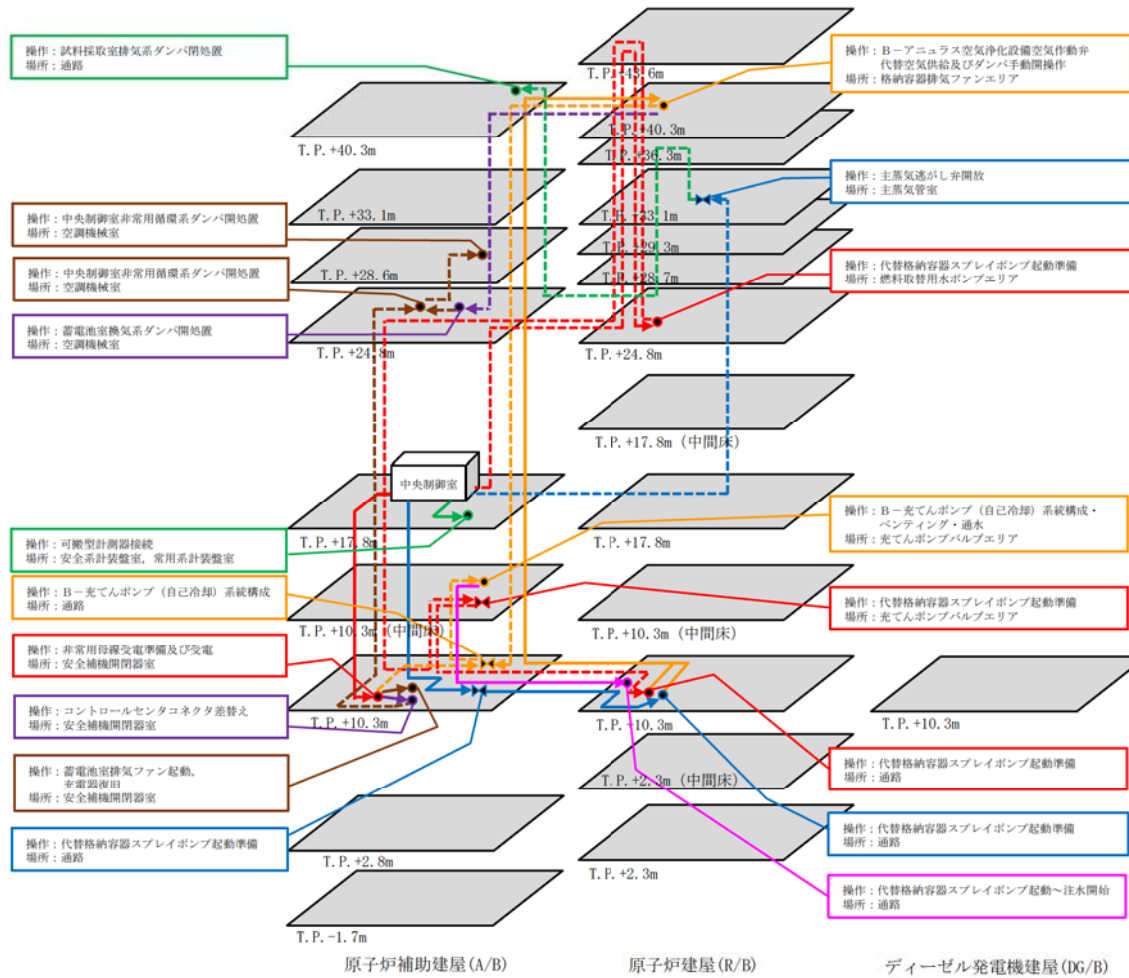 操作：試料採取室排気系ダンパ閉処置
場所：通路
操作：中央制御室非常用循環系ダンパ開処置
場所：空調機械室
操作：中央制御室非常用循環系ダンパ開処置
場所：空調機械室
操作：蓄電池室換気系ダンパ開処置
場所：空調機械室
操作：可搬型計測器接続
場所：安全系計装盤室，常用系計装盤室
操作：Ｂ－充てんポンプ（自己冷却）系統構成
場所：通路
操作：非常用母線受電準備及び受電
場所：安全補機開閉器室
操作：コントロールセンタコネクタ差替え
場所：安全補機開閉器室
操作：蓄電池室排気ファン起動，
充電器復旧
場所：安全補機開閉器室
操作：代替格納容器スプレイポンプ起動準備
場所：通路
T.P.+40.3m
T.P.+33.1m
T.P.+28.6m
T.P.+24.8m
中央制御室
T.P.+17.8m
T.P.+10.3m（中間床）
T.P.+10.3m
T.P.+2.8m
T.P.-1.7m
原子炉補助建屋(A/B)
T.P.+43.6m
T.P.+40.3m
T.P.+36.3m
T.P.+33.1m
T.P.+29.3m
T.P.+28.7m
T.P.+24.8m
T.P.+17.8m（中間床）
T.P.+17.8m
T.P.+10.3m（中間床）
T.P.+10.3m
T.P.+2.3m（中間床）
T.P.+2.3m
原子炉建屋(R/B)
操作：Ｂ－アニュラス空気浄化設備空気作動弁
代替空気供給及びダンパ手動開操作
場所：格納容器排気ファンエリア
操作：主蒸気逃がし弁開放
場所：主蒸気管室
操作：代替格納容器スプレイポンプ起動準備
場所：燃料取替用水ポンプエリア
操作：Ｂ－充てんポンプ（自己冷却）系統構成・
ベンティング・通水
場所：充てんポンプバルブエリア
操作：代替格納容器スプレイポンプ起動準備
場所：充てんポンプバルブエリア
T.P.+10.3m
操作：代替格納容器スプレイポンプ起動準備
場所：通路
操作：代替格納容器スプレイポンプ起動準備
場所：通路
操作：代替格納容器スプレイポンプ起動～注水開始
場所：通路
ディーゼル発電機建屋(DG/B)